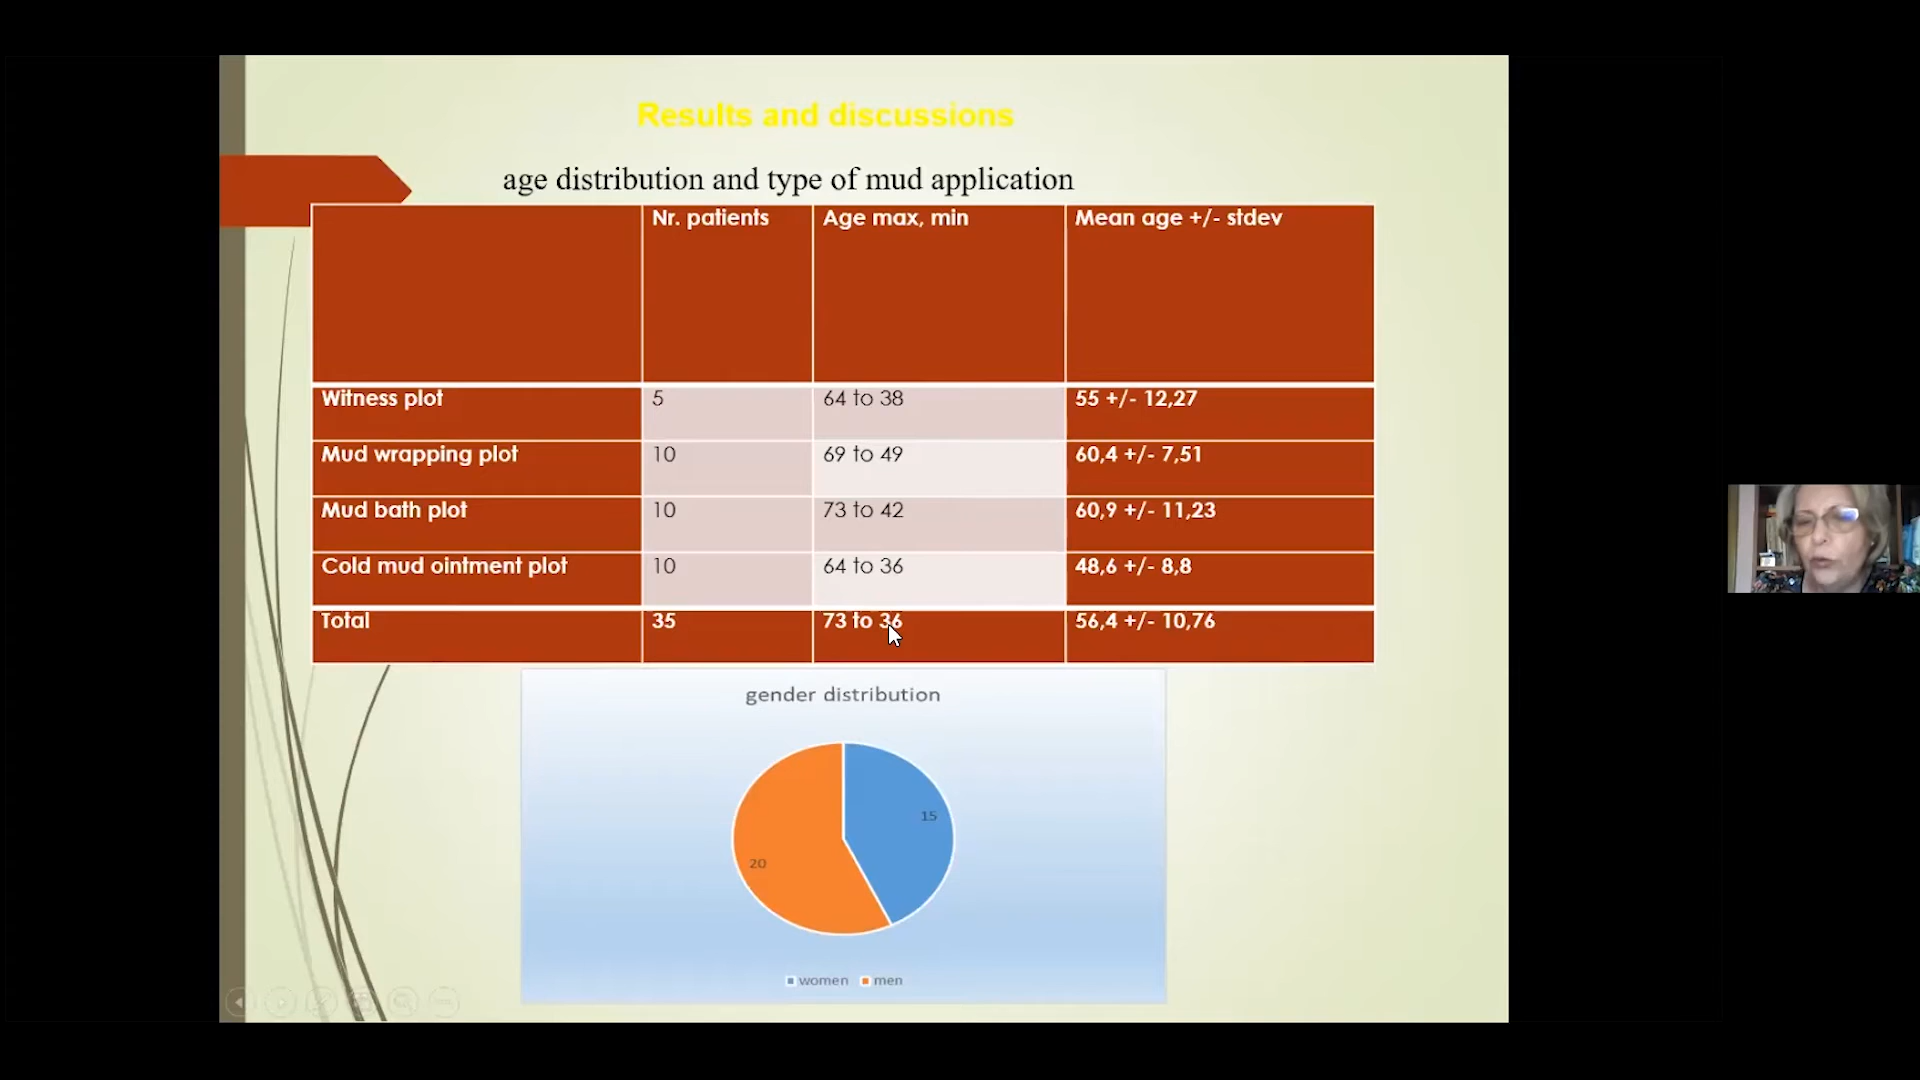 Results and discussions
age distribution and type of mud application
Nr. patients Age max, min Mean age +/- stdev
Witness plot 5 64 to 38 55 +/- 12,27
Mud wrapping plot 10 69 to 49 60,4 +/- 7,51
Mud bath plot 10 73 to 42 60,9 +/- 11,23
Cold mud ointment plot 10 64 to 36 48,6 +/- 8,8
Total 35 73 to 36 56,4 +/- 10,76
gender distribution
15
20
women men